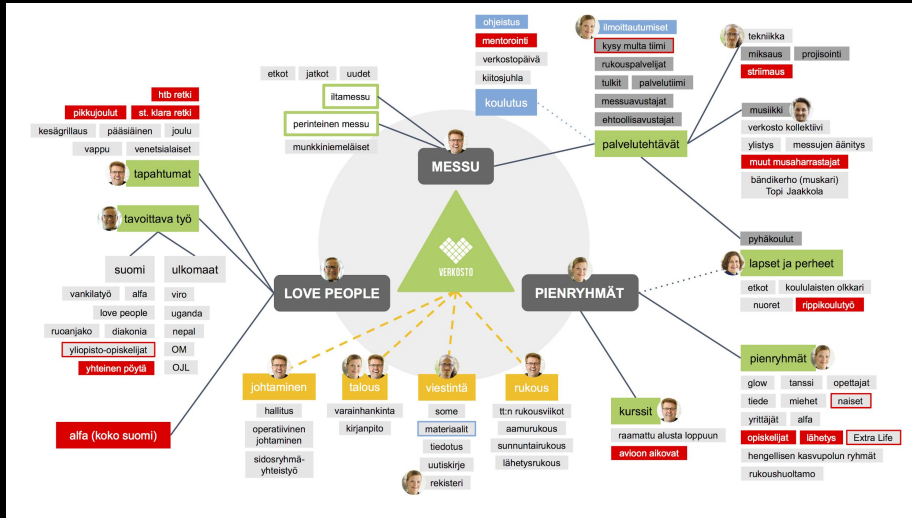 ohjeistus
mentorointi
verkostopäivä
kiitosjuhla
koulutus
ilmoittautumiset
kysy multa tiimi
rukouspalvelijat
tulkit palvelutiimi
messuavustajat
ehtoollisavustajat
palvelutehtävät
tekniikka
miksaus projisointi
striimaus
musiikki
verkosto kollektiivi
ylistys messujen äänitys
muut musaharrastajat
bändikerho (muskari)
Topi Jaakkola
etkot jatkot uudet
iltamessu
perinteinen messu
munkkiniemeläiset
MESSU
htb retki
pikkujoulut st. klara retki
kesägrillaus pääsiäinen joulu
vappu venetsialaiset
tapahtumat
tavoittava työ
suomi ulkomaat
vankilatyö alfa
love people
ruoanjako diakonia
yliopisto-opiskelijat
yhteinen pöytä
viro
uganda
nepal
OM
OJL
alfa (koko suomi)
LOVE PEOPLE
VERKOSTO
PIENRYHMÄT
pyhäkoulut
lapset ja perheet
etkot koululaisten olkkari
nuoret rippikoulutyö
johtaminen
hallitus
operatiivinen
johtaminen
sidosryhmä-
yhteistyö
talous
varainhankinta
kirjanpito
viestintä
some
materiaalit
tiedotus
uutiskirje
rekisteri
rukous
tt:n rukousviikot
aamurukous
sunnuntairukous
lähetysrukous
kurssit
raamattu alusta loppuun
avioon aikovat
pienryhmät
glow tanssi opettajat
tiede miehet naiset
yrittäjät alfa
opiskelijat lähetys Extra Life
hengellisen kasvupolun ryhmät
rukoushuoltamo